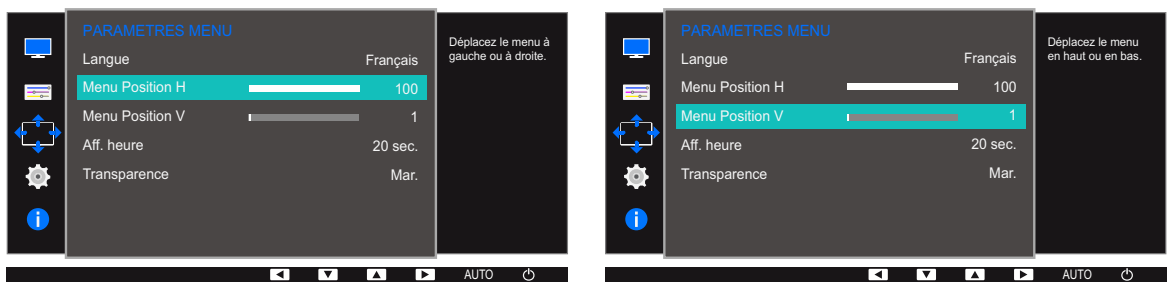 PARAMETRES MENU
Langue Français
Menu Position H 100
Menu Position V 1
Aff. heure 20 sec.
Transparence Mar.
Déplacez le menu à
gauche ou à droite.
AUTO
PARAMETRES MENU
Langue Français
Menu Position H 100
Menu Position V 1
Aff. heure 20 sec.
Transparence Mar.
Déplacez le menu
en haut ou en bas.
AUTO